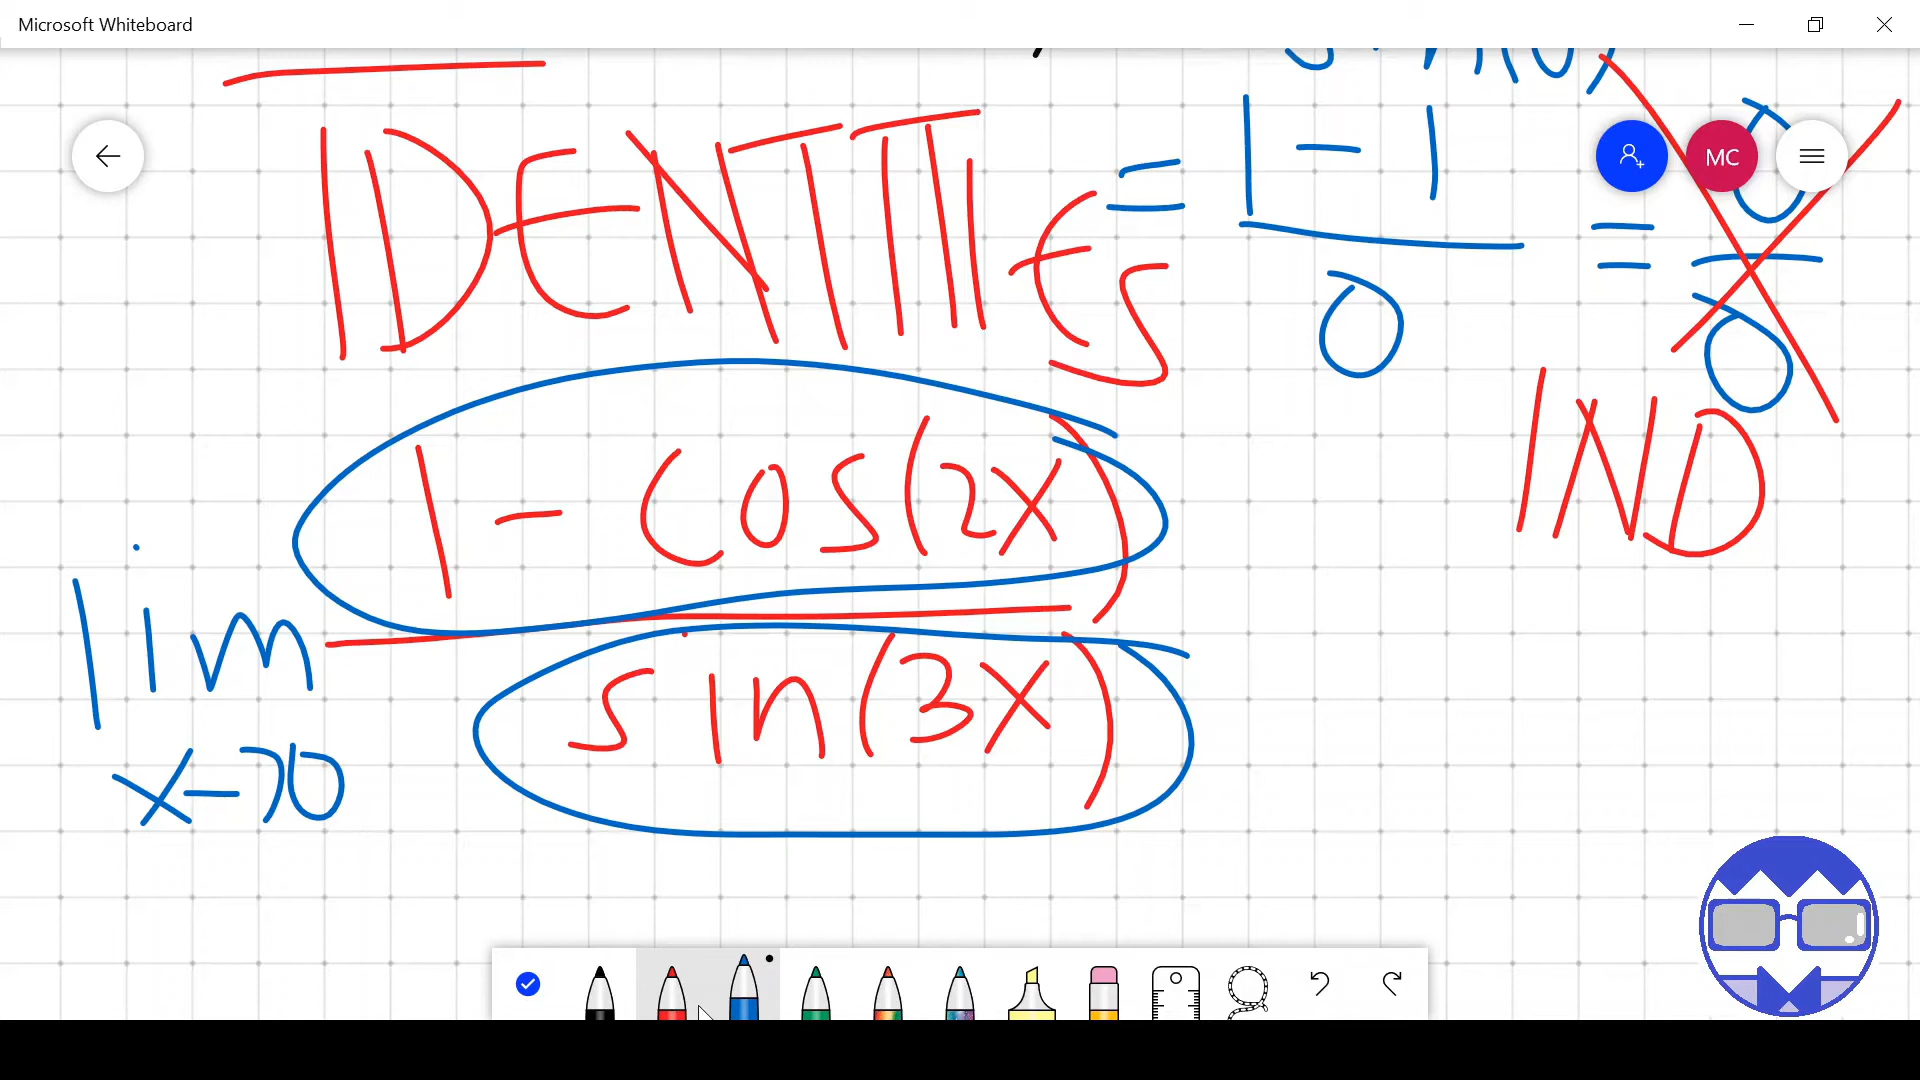 Microsoft Whiteboard
MC
IDENTITIES
= 1 - 1
0
= 0
0
IND
lim
x→0
1 - cos(2x)
sin(3x)